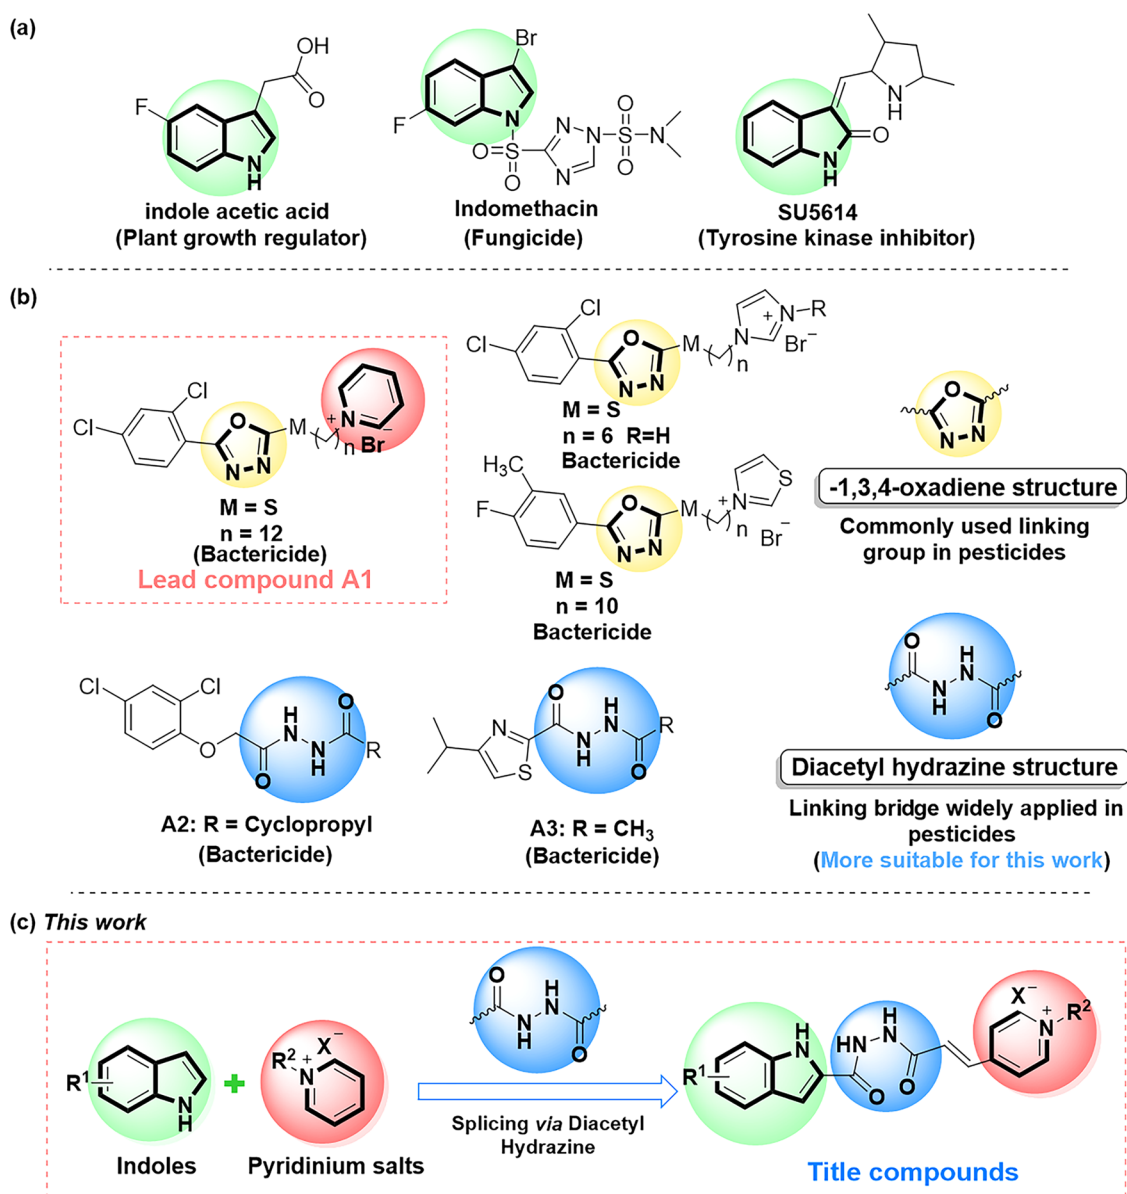 (a)
F
OH
O
N
H
indole acetic acid
(Plant growth regulator)
Br
F
N
O=S
O
N
N
N
O
S
O
N
Indomethacin
(Fungicide)
N
H
O
N
H
SU5614
(Tyrosine kinase inhibitor)
(b)
Cl
Cl
O
N
N
M
+
N
n
Br−
M = S
n = 12
(Bactericide)
Lead compound A1
Cl
Cl
O
N
N
M
n
N
+
N
R
Br−
M = S
n = 6 R=H
Bactericide
H3C
F
O
N
N
M
n
+
N
S
Br−
M = S
n = 10
Bactericide
O
N
N
-1,3,4-oxadiene structure
Commonly used linking
group in pesticides
Cl
Cl
O
O
H
N
N
H
O
R
A2: R = Cyclopropyl
(Bactericide)
N
S
O
H
N
N
H
O
R
A3: R = CH3
(Bactericide)
O
H
N
N
H
O
Diacetyl hydrazine structure
Linking bridge widely applied in
pesticides
(More suitable for this work)
(c) This work
R1
N
H
+
R2
+
N
X−
Indoles
Pyridinium salts
O
H
N
N
H
O
Splicing via Diacetyl
Hydrazine
R1
H
N
O
HN
H
N
O
X−
+
N
R2
Title compounds